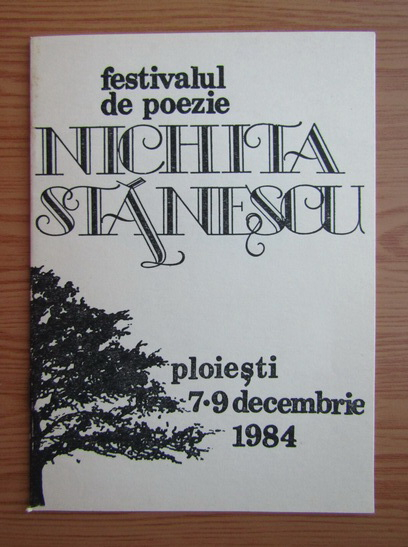 festivalul
de poezie
NICHITA
STĂNESCU
ploiești
7•9 decembrie
1984